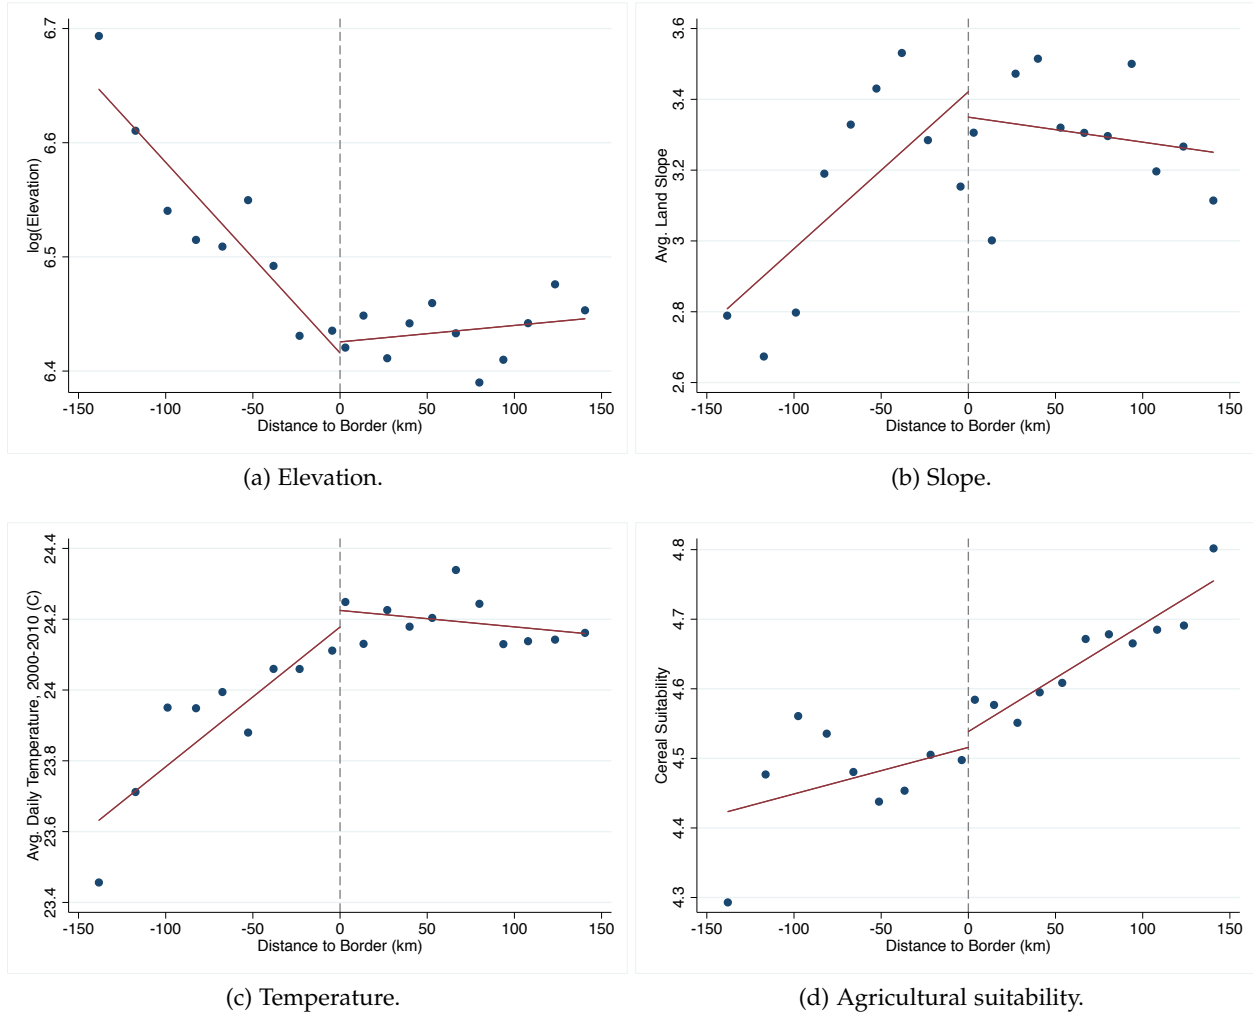 log(Elevation)
6.7
6.6
6.5
6.4
-150 -100 -50 0 50 100 150
Distance to Border (km)
(a) Elevation.
Avg. Land Slope
3.6
3.4
3.2
3
2.8
2.6
-150 -100 -50 0 50 100 150
Distance to Border (km)
(b) Slope.
Avg. Daily Temperature, 2000-2010 (C)
24.4
24.2
24
23.8
23.6
23.4
-150 -100 -50 0 50 100 150
Distance to Border (km)
(c) Temperature.
Cereal Suitability
4.8
4.7
4.6
4.5
4.4
4.3
-150 -100 -50 0 50 100 150
Distance to Border (km)
(d) Agricultural suitability.